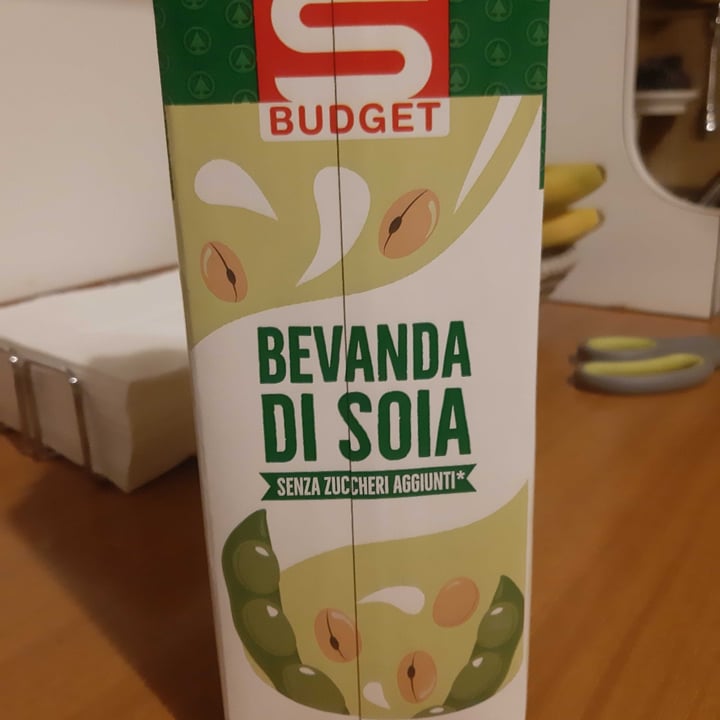 S
BUDGET
BEVANDA
DI SOIA
SENZA ZUCCHERI AGGIUNTI*